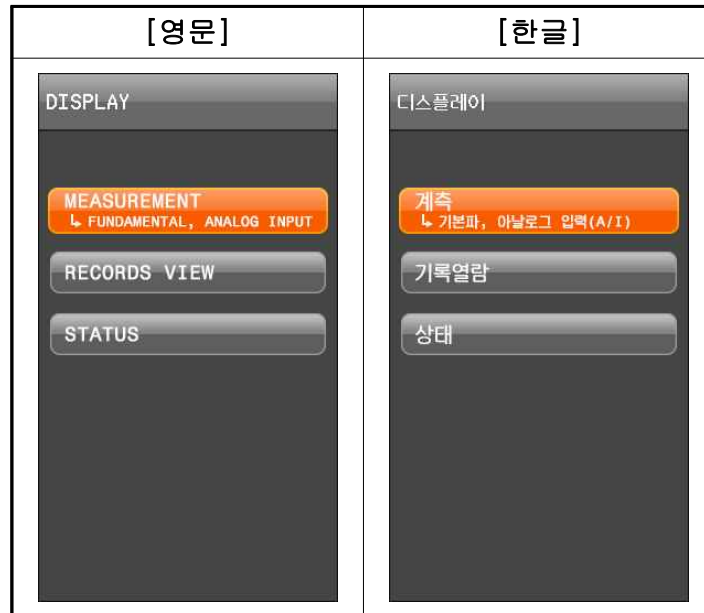 [영문]
[한글]
DISPLAY
MEASUREMENT
↳ FUNDAMENTAL, ANALOG INPUT
RECORDS VIEW
STATUS
디스플레이
계측
↳ 기본파, 아날로그 입력(A/I)
기록열람
상태